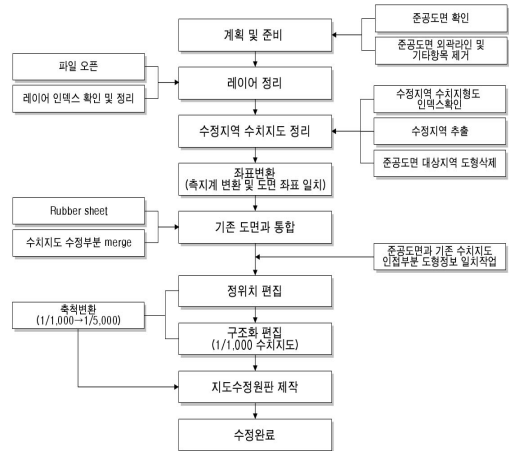 계획 및 준비
준공도면 확인
준공도면 외곽라인 및
기타항목 제거
파일 오픈
레이어 인덱스 확인 및 정리
레이어 정리
수정지역 수치지도 정리
수정지역 수치지형도
인덱스확인
수정지역 추출
준공도면 대상지역 도형삭제
좌표변환
(측지계 변환 및 도면 좌표 일치)
Rubber sheet
수치지도 수정부분 merge
기존 도면과 통합
준공도면과 기존 수치지도
인접부분 도형정보 일치작업
정위치 편집
축척변환
(1/1,000→1/5,000)
구조화 편집
(1/1,000 수치지도)
지도수정원판 제작
수정완료